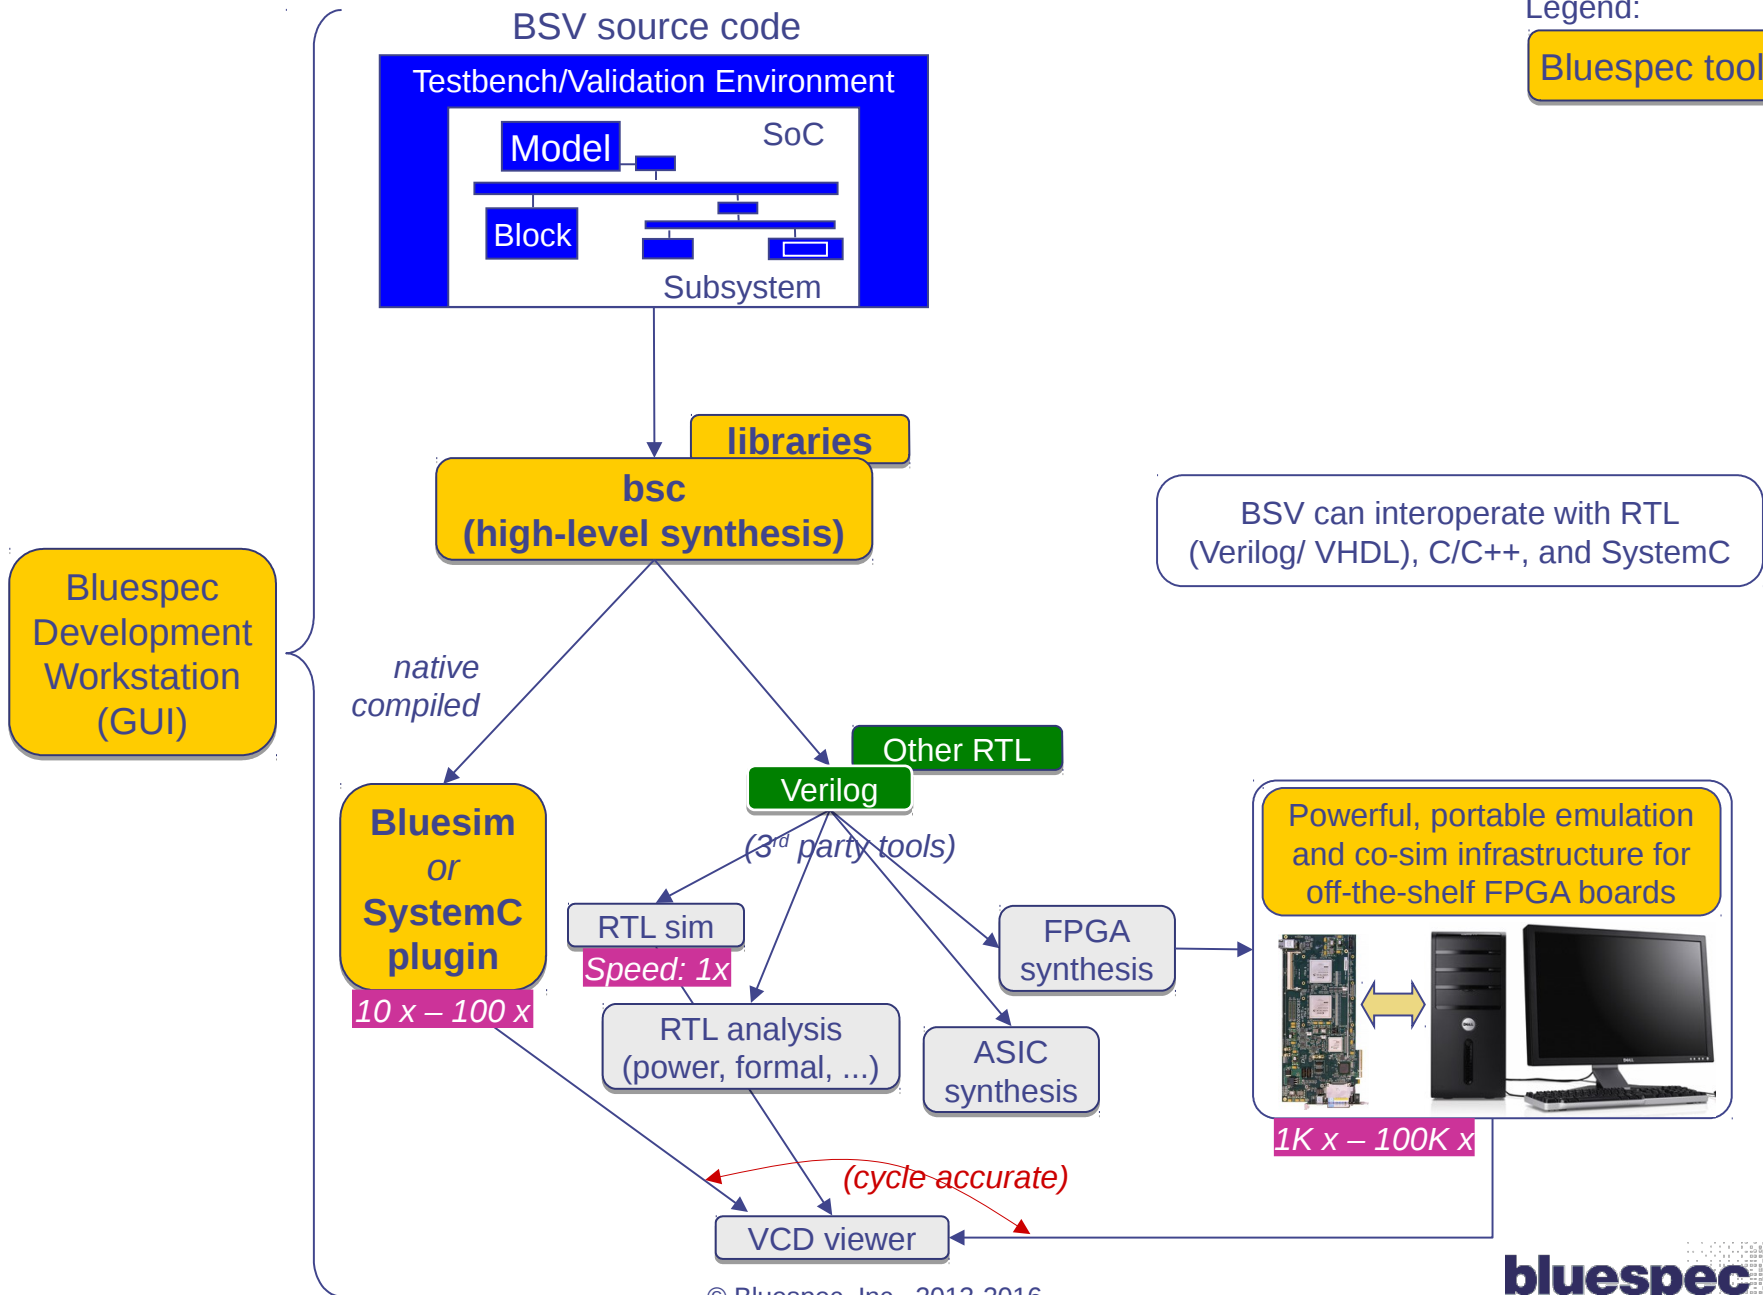 BSV source code
Legend:
Bluespec tool
Testbench/Validation Environment
SoC
Model
Block
Subsystem
libraries
bsc
(high-level synthesis)
BSV can interoperate with RTL
(Verilog/ VHDL), C/C++, and SystemC
Bluespec
Development
Workstation
(GUI)
native
compiled
Other RTL
Verilog
(3rd party tools)
Bluesim
or
SystemC
plugin
10 x – 100 x
RTL sim
Speed: 1x
RTL analysis
(power, formal, ...)
FPGA
synthesis
ASIC
synthesis
Powerful, portable emulation
and co-sim infrastructure for
off-the-shelf FPGA boards
1K x – 100K x
(cycle accurate)
VCD viewer
© Bluespec, Inc., 2013-2016
bluespec